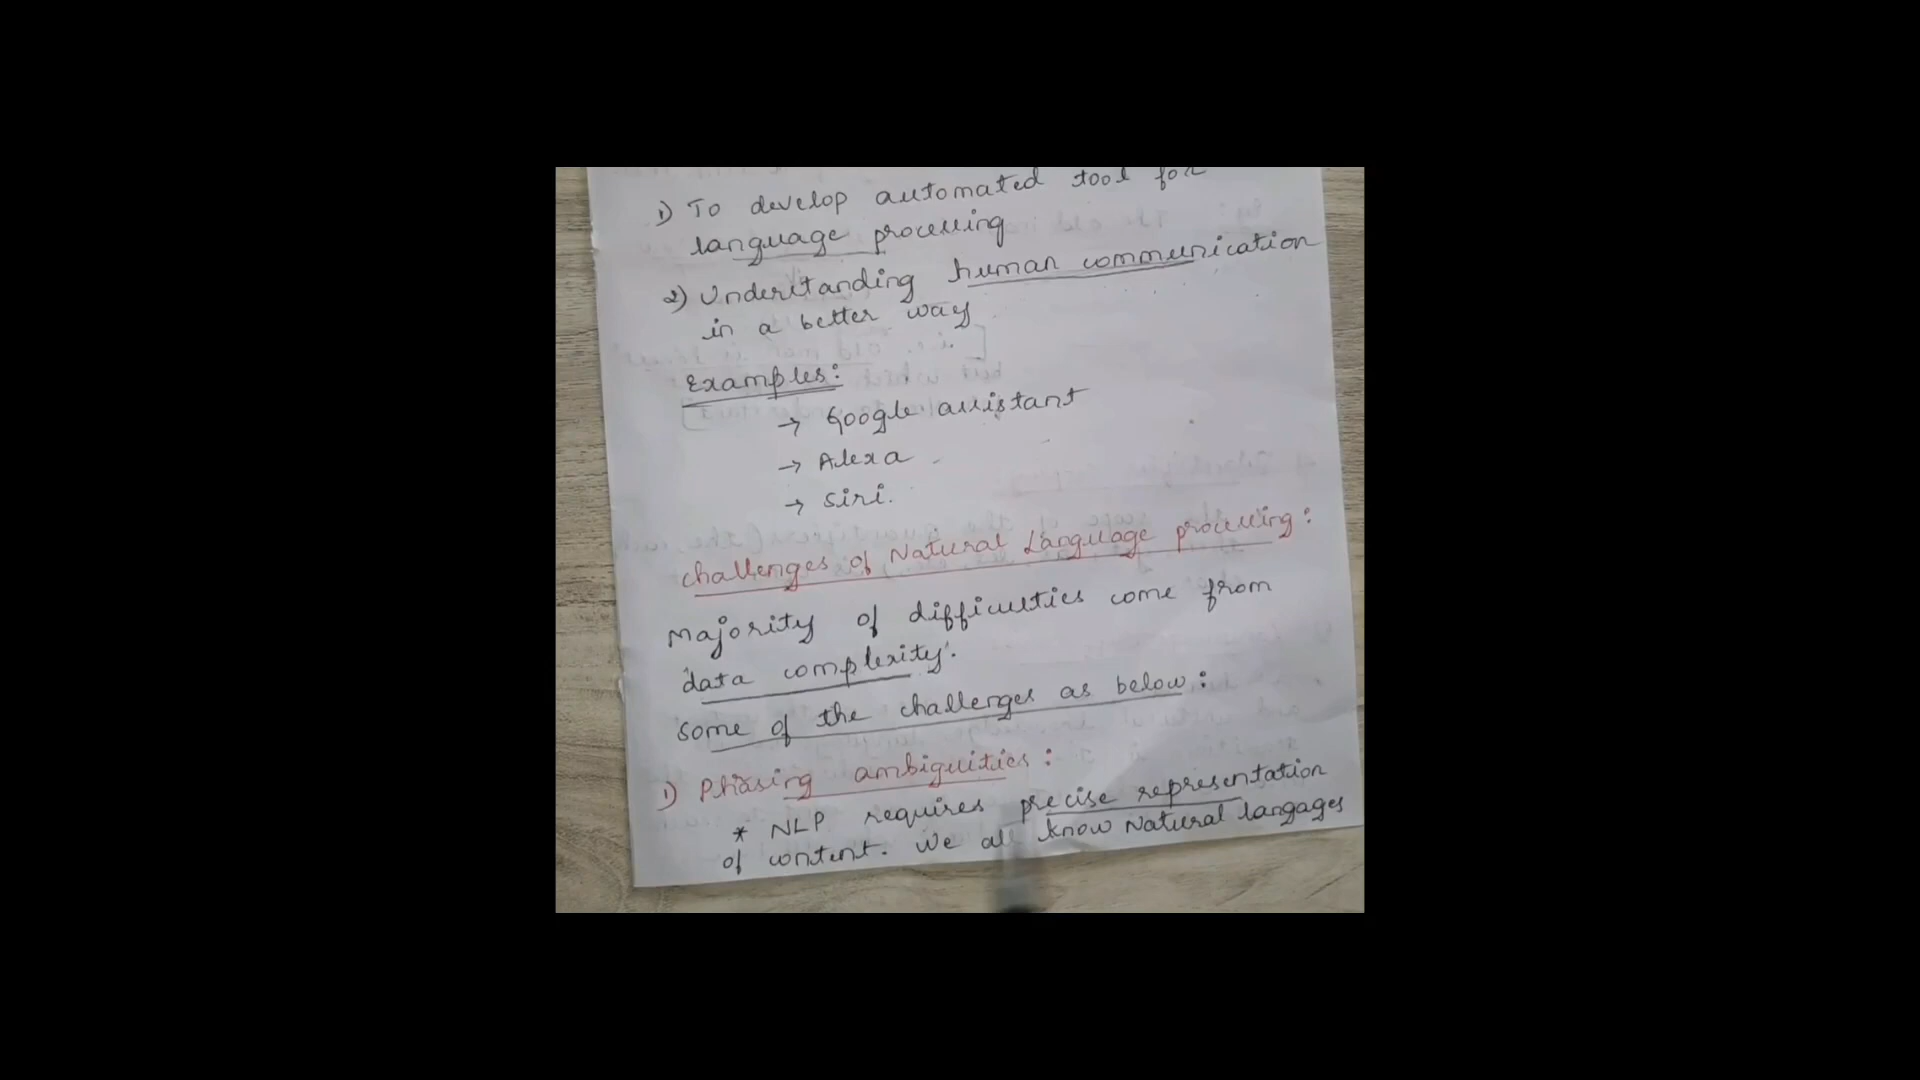 1) To develop automated tool for
language processing
2) Understanding human communication
in a better way
Examples:
→ Google assistant
→ Alexa
→ Siri.
challenges of Natural Language processing:
Majority of difficulties come from
data complexity.
Some of the challenges as below:
1) Phasing ambiguities:
* NLP requires precise representation
of content. We all know Natural langages